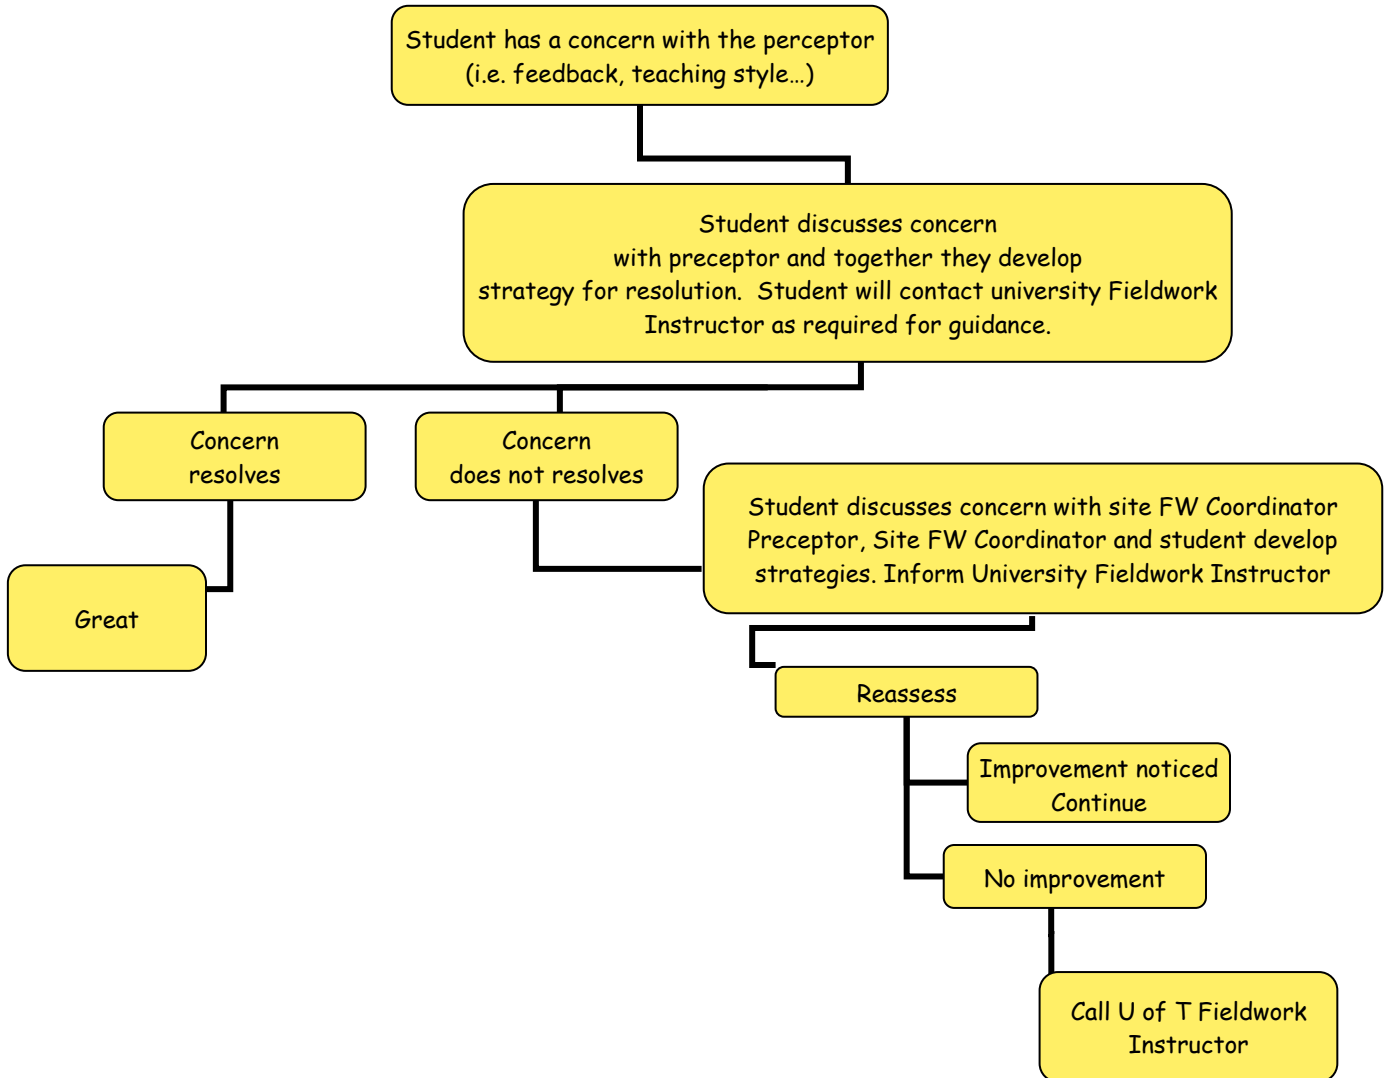 Student has a concern with the perceptor
(i.e. feedback, teaching style…)
Student discusses concern
with preceptor and together they develop
strategy for resolution.  Student will contact university Fieldwork
Instructor as required for guidance.
Concern
resolves
Concern
does not resolves
Student discusses concern with site FW Coordinator
Preceptor, Site FW Coordinator and student develop
strategies. Inform University Fieldwork Instructor
Great
Reassess
Improvement noticed
Continue
No improvement
Call U of T Fieldwork
Instructor